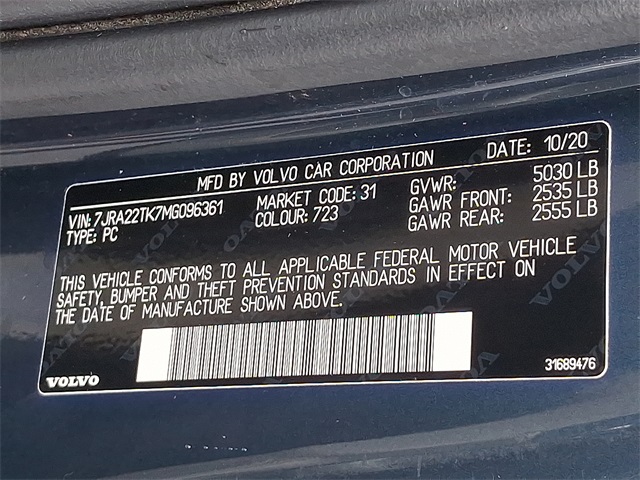 MFD BY VOLVO CAR CORPORATION DATE: 10/20
VIN: 7JRA22TK7MG096361 MARKET CODE: 31 GVWR: 5030 LB
TYPE: PC COLOUR: 723 GAWR FRONT: 2535 LB
GAWR REAR: 2555 LB
THIS VEHICLE CONFORMS TO ALL APPLICABLE FEDERAL MOTOR VEHICLE
SAFETY, BUMPER AND THEFT PREVENTION STANDARDS IN EFFECT ON
THE DATE OF MANUFACTURE SHOWN ABOVE.
VOLVO 31689476